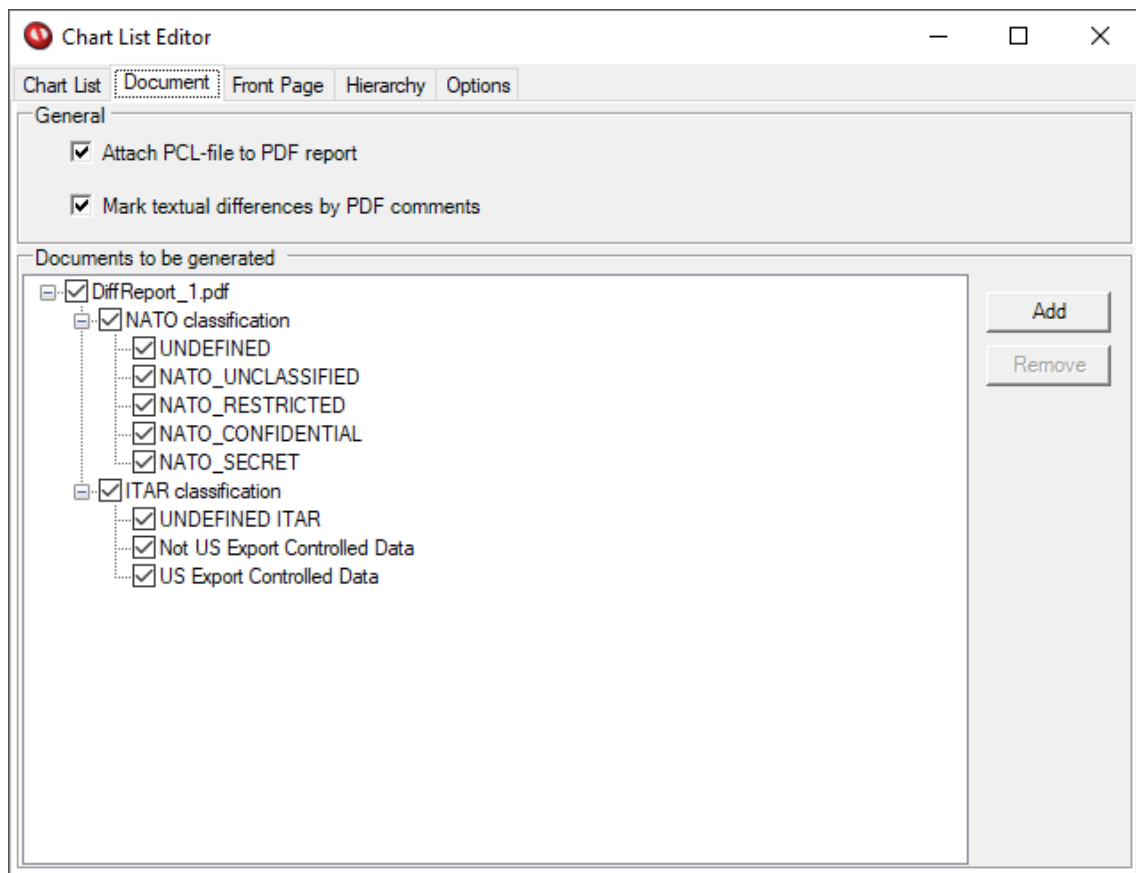 Chart List Editor
Chart List Document Front Page Hierarchy Options
General
Attach PCL-file to PDF report
Mark textual differences by PDF comments
Documents to be generated
DiffReport_1.pdf
NATO classification
UNDEFINED
NATO_UNCLASSIFIED
NATO_RESTRICTED
NATO_CONFIDENTIAL
NATO_SECRET
ITAR classification
UNDEFINED ITAR
Not US Export Controlled Data
US Export Controlled Data
Add
Remove